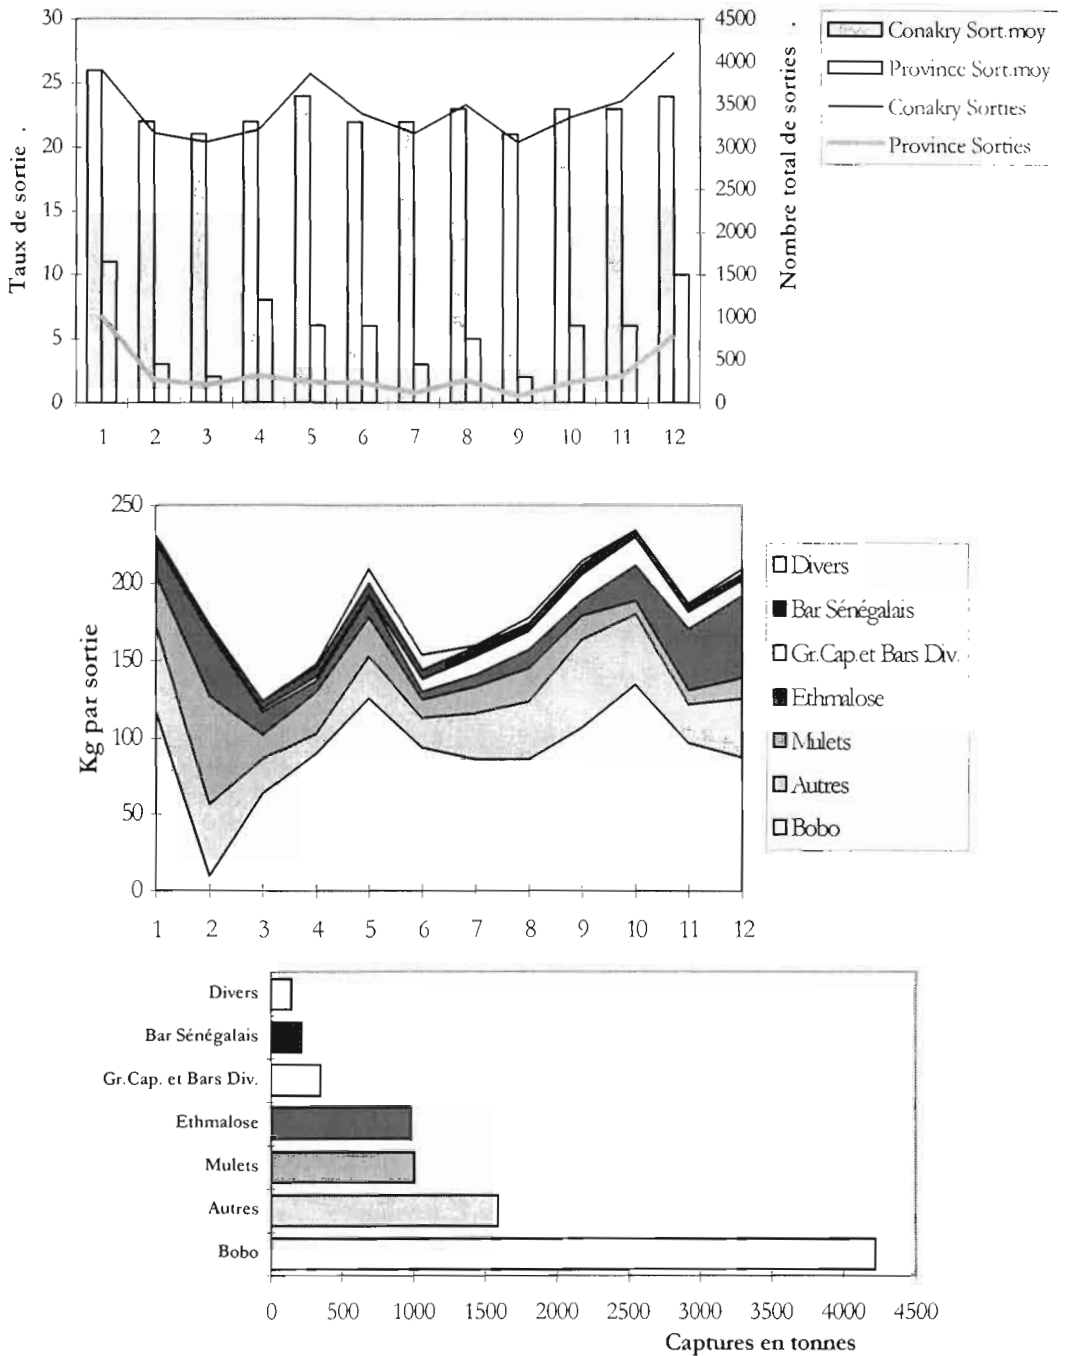 30
25
20
15
10
5
0
Taux de sortie .
4500
4000
3500
3000
2500
2000
1500
1000
500
0
Nombre total de sorties .
1 2 3 4 5 6 7 8 9 10 11 12
Conakry Sort.moy
Province Sort.moy
Conakry Sorties
Province Sorties
250
200
150
100
50
0
Kg par sortie
1 2 3 4 5 6 7 8 9 10 11 12
Divers
Bar Sénégalais
Gr.Cap.et Bars Div.
Ethmalose
Mulets
Autres
Bobo
Divers
Bar Sénégalais
Gr.Cap. et Bars Div.
Ethmalose
Mulets
Autres
Bobo
0 500 1000 1500 2000 2500 3000 3500 4000 4500
Captures en tonnes